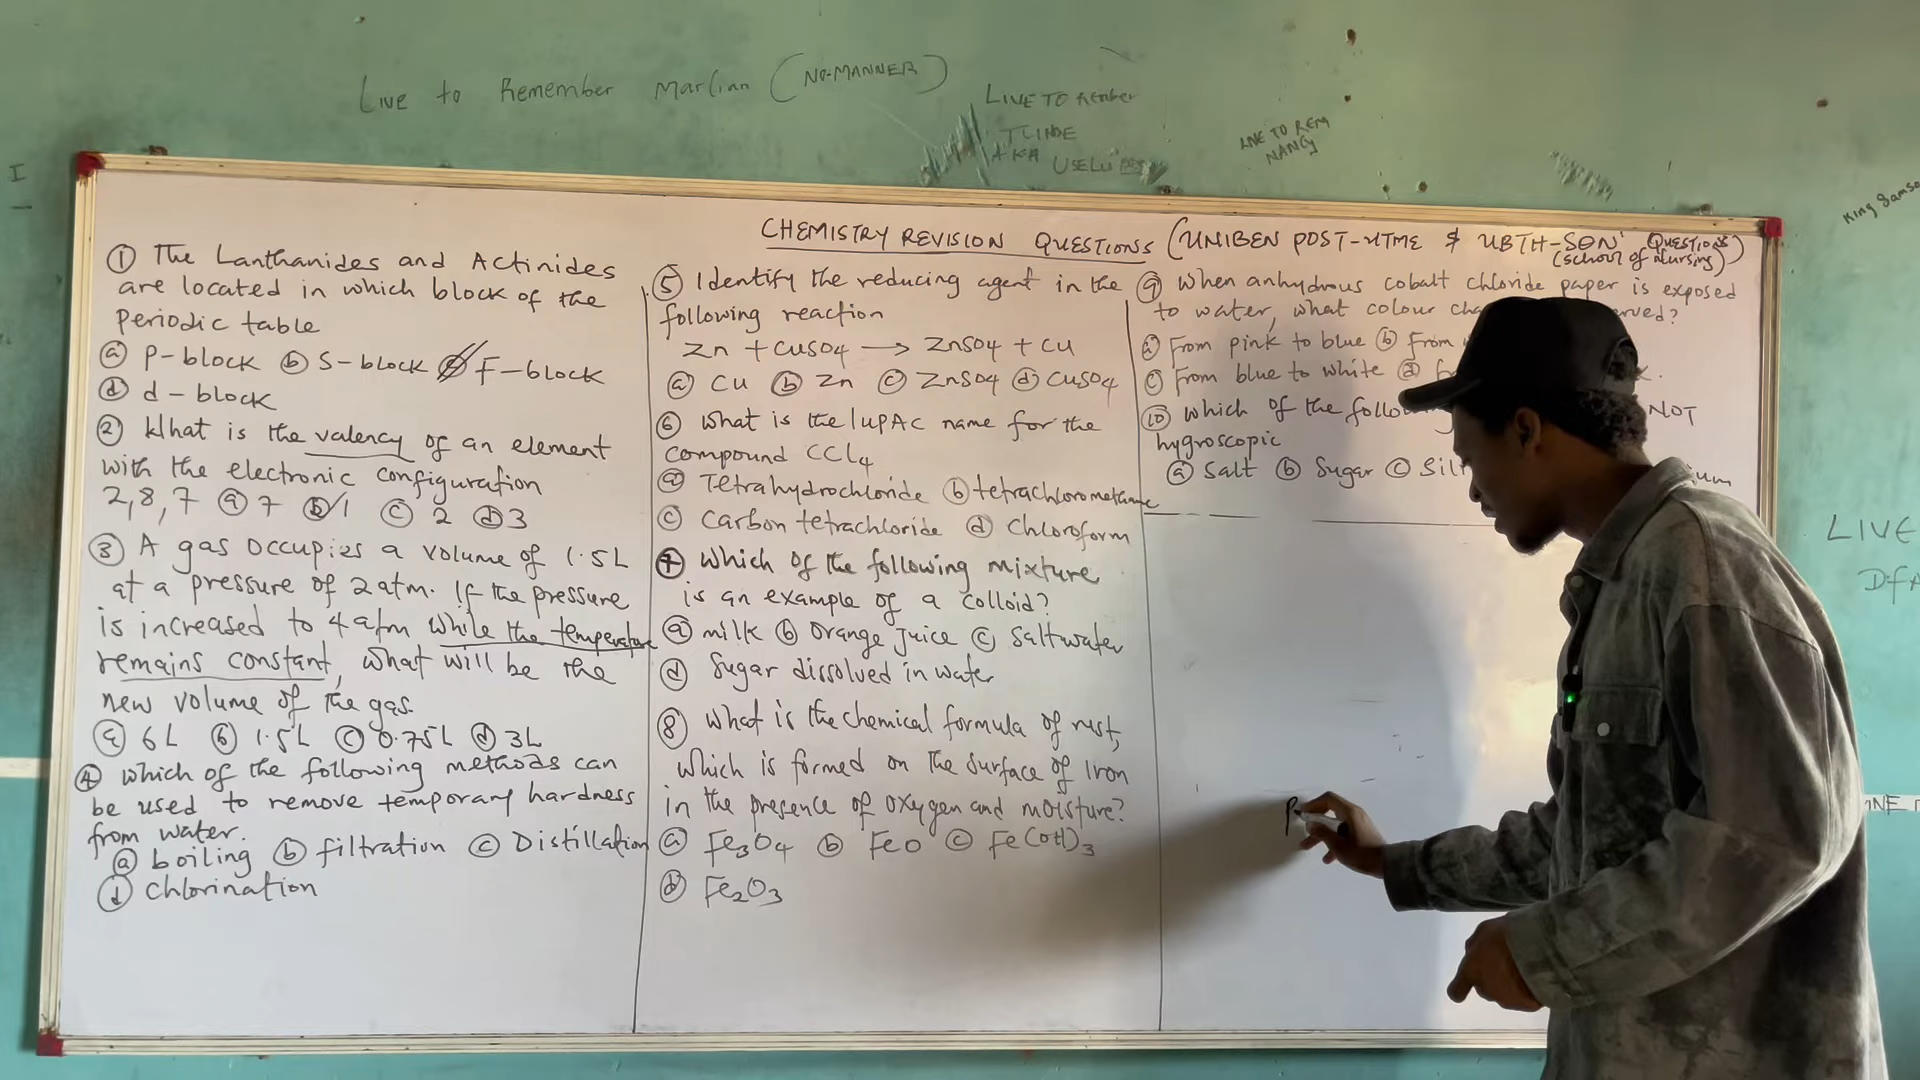 Live to Remember Marlian (NO-MANNER)
LIVE TO
TLINDE
AKA USELU
LIVE TO REM
NANCY
King
I
CHEMISTRY REVISION QUESTIONS (UNIBEN POST-UTME & UBTH-SON QUESTIONS)
(School of Nursing)
① The Lanthanides and Actinides
are located in which block of the
periodic table
ⓐ P-block ⓑ S-block ⓒ F-block
ⓓ d-block
② What is the valency of an element
with the electronic configuration
2,8,7 ⓐ 7 ⓑ 1 ⓒ 2 ⓓ 3
③ A gas occupies a volume of 1.5L
at a pressure of 2atm. If the pressure
is increased to 4atm while the temperature
remains constant, what will be the
new volume of the gas.
ⓐ 6L ⓑ 1.5L ⓒ 0.75L ⓓ 3L
④ which of the following methods can
be used to remove temporary hardness
from water.
ⓐ boiling ⓑ filtration ⓒ Distillation
ⓓ Chlorination
⑤ Identify the reducing agent in the
following reaction
Zn + CuSO4 → ZnSO4 + Cu
ⓐ Cu ⓑ Zn ⓒ ZnSO4 ⓓ CuSO4
⑥ What is the IupAc name for the
compound CCl4
ⓐ Tetrahydrochloride ⓑ tetrachloromethane
ⓒ Carbon tetrachloride ⓓ Chloroform
⑦ Which of the following mixture
is an example of a colloid?
ⓐ milk ⓑ Orange juice ⓒ Saltwater
ⓓ Sugar dissolved in water
⑧ What is the chemical formula of rust,
Which is formed on the surface of Iron
in the presence of oxygen and moisture?
ⓐ Fe3O4 ⓑ FeO ⓒ Fe(OH)3
ⓓ Fe2O3
⑨ When anhydrous cobalt chloride paper is exposed
to water, what colour
ⓐ From pink to blue ⓑ From
ⓒ From blue to white ⓓ
⑩ which of the NOT
hygroscopic
ⓐ Salt ⓑ Sugar ⓒ
P
LIVE